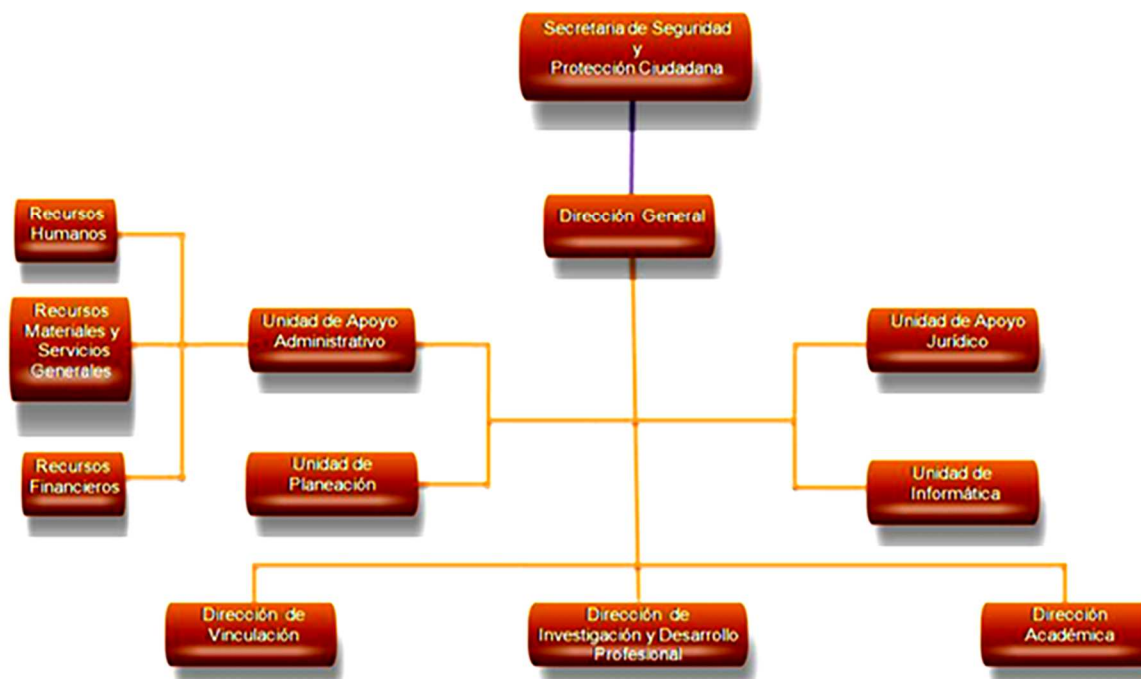 Secretaria de Seguridad
y
Protección Ciudadana
Dirección General
Recursos
Humanos
Recursos
Materiales y
Servicios
Generales
Recursos
Financieros
Unidad de Apoyo
Administrativo
Unidad de
Planeación
Unidad de Apoyo
Jurídico
Unidad de
Informática
Dirección de
Vinculación
Dirección de
Investigación y Desarrollo
Profesional
Dirección
Académica